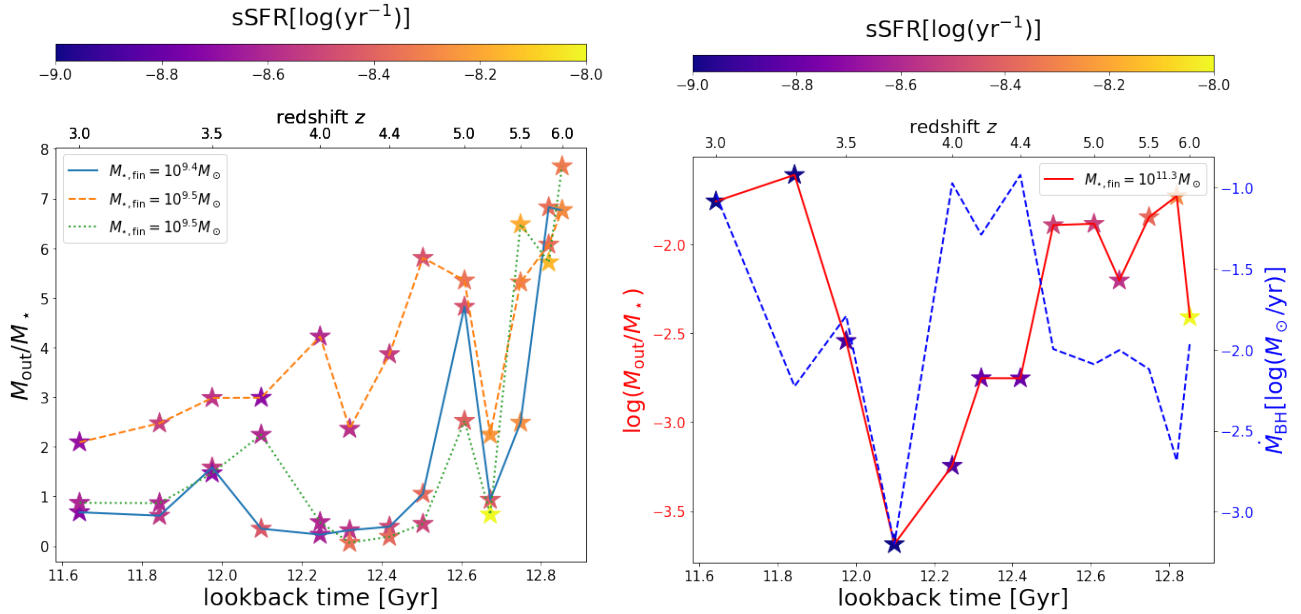 sSFR[log(yr⁻¹)]
−9.0 −8.8 −8.6 −8.4 −8.2 −8.0
redshift z
3.0 3.5 4.0 4.4 5.0 5.5 6.0
M⋆,fin = 10^9.4 M⊙
M⋆,fin = 10^9.5 M⊙
M⋆,fin = 10^9.5 M⊙
M_out/M⋆
8
7
6
5
4
3
2
1
0
11.6 11.8 12.0 12.2 12.4 12.6 12.8
lookback time [Gyr]
sSFR[log(yr⁻¹)]
−9.0 −8.8 −8.6 −8.4 −8.2 −8.0
redshift z
3.0 3.5 4.0 4.4 5.0 5.5 6.0
M⋆,fin = 10^11.3 M⊙
log(M_out/M⋆)
−2.0
−2.5
−3.0
−3.5
−1.0
−1.5
−2.0
−2.5
−3.0
Ṁ_BH[log(M⊙/yr)]
11.6 11.8 12.0 12.2 12.4 12.6 12.8
lookback time [Gyr]